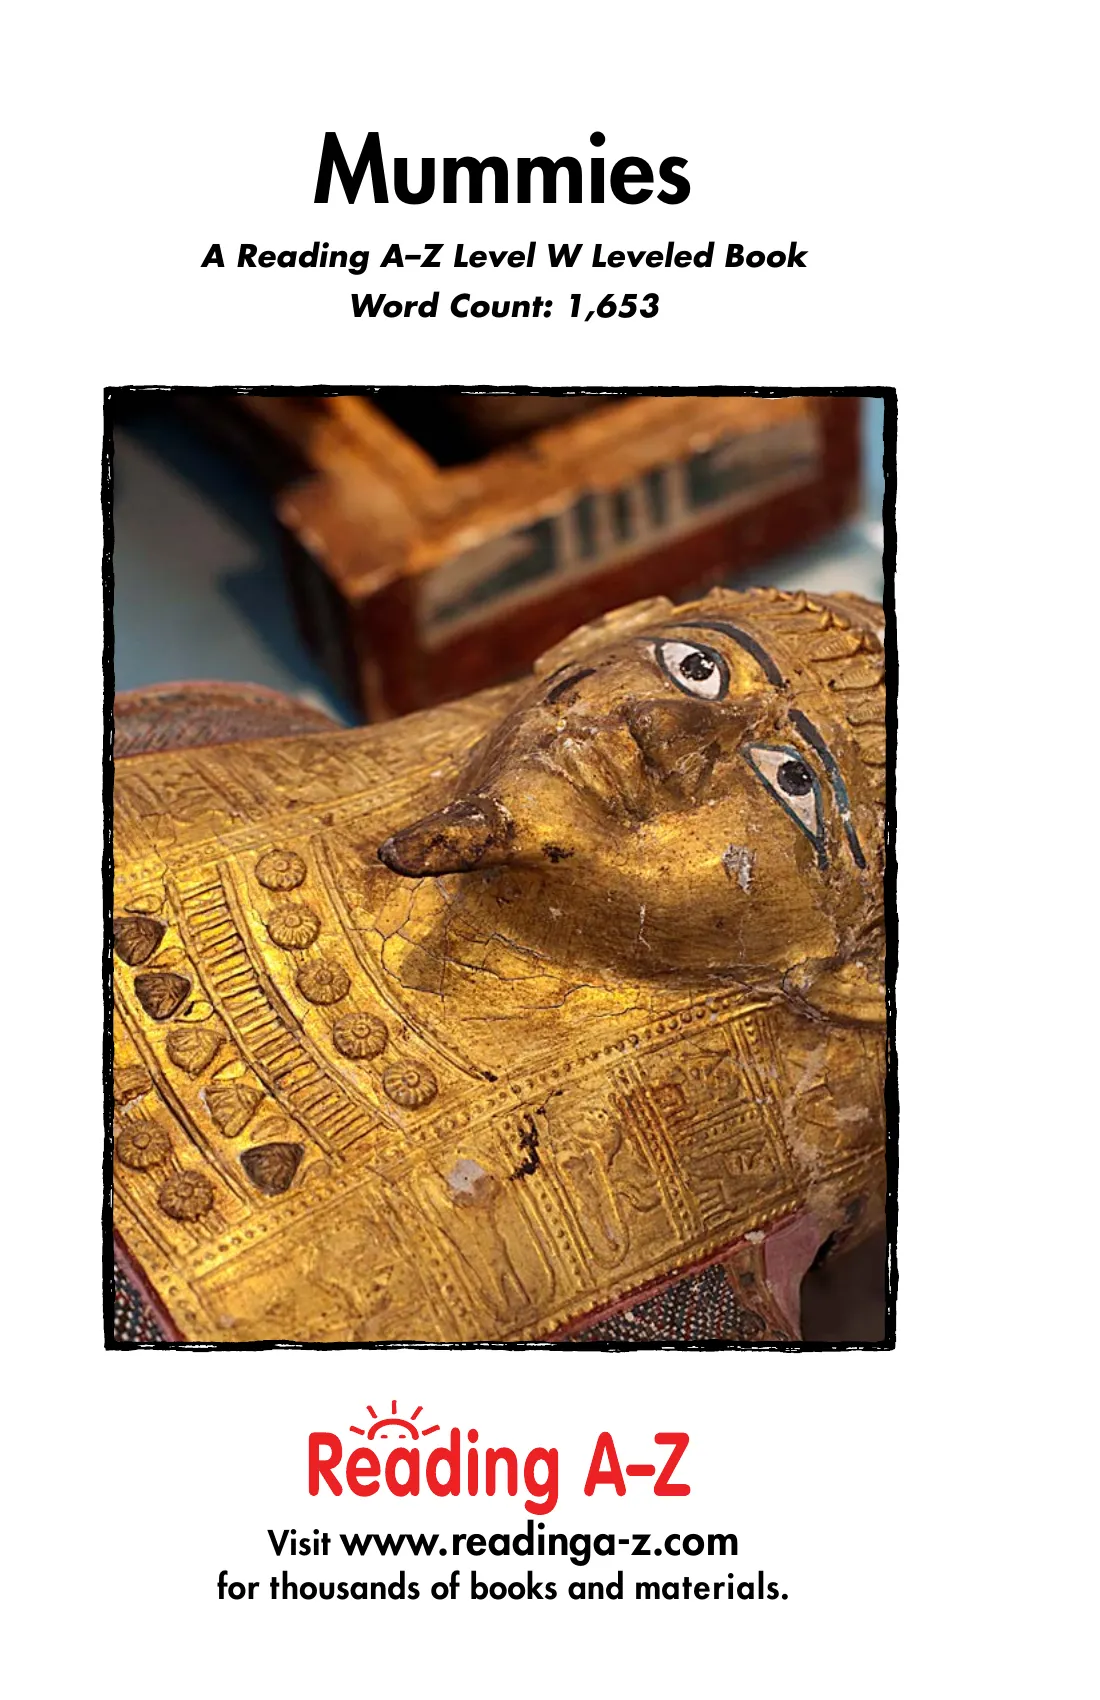 Mummies
A Reading A–Z Level W Leveled Book
Word Count: 1,653
Reading A–Z
Visit www.readinga-z.com
for thousands of books and materials.